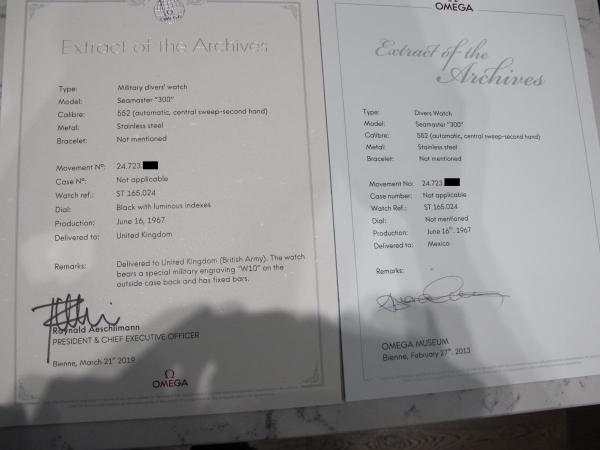 Extract of the Archives
Type: Military divers' watch
Model: Seamaster "300"
Calibre: 552 (automatic, central sweep-second hand)
Metal: Stainless steel
Bracelet: Not mentioned
Movement Nº: 24.723.
Case Nº: Not applicable
Watch ref.: ST 165.024
Dial: Black with luminous indexes
Production: June 16, 1967
Delivered to: United Kingdom
Remarks: Delivered to United Kingdom (British Army). The watch
bears a special military engraving "W10" on the
outside case back and has fixed bars.
Raynald Aeschlimann
PRESIDENT & CHIEF EXECUTIVE OFFICER
Bienne, March 21st 2019
Ω
OMEGA
OMEGA
Extract of the
Archives
Type: Divers Watch
Model: Seamaster "300"
Calibre: 552 (automatic, central sweep-second hand)
Metal: Stainless steel
Bracelet: Not mentioned
Movement No: 24.723.
Case number: Not applicable
Watch Ref.: ST 165.024
Dial: Not mentioned
Production: June 16th, 1967
Delivered to: Mexico
Remarks:
OMEGA MUSEUM
Bienne, February 27th, 2013